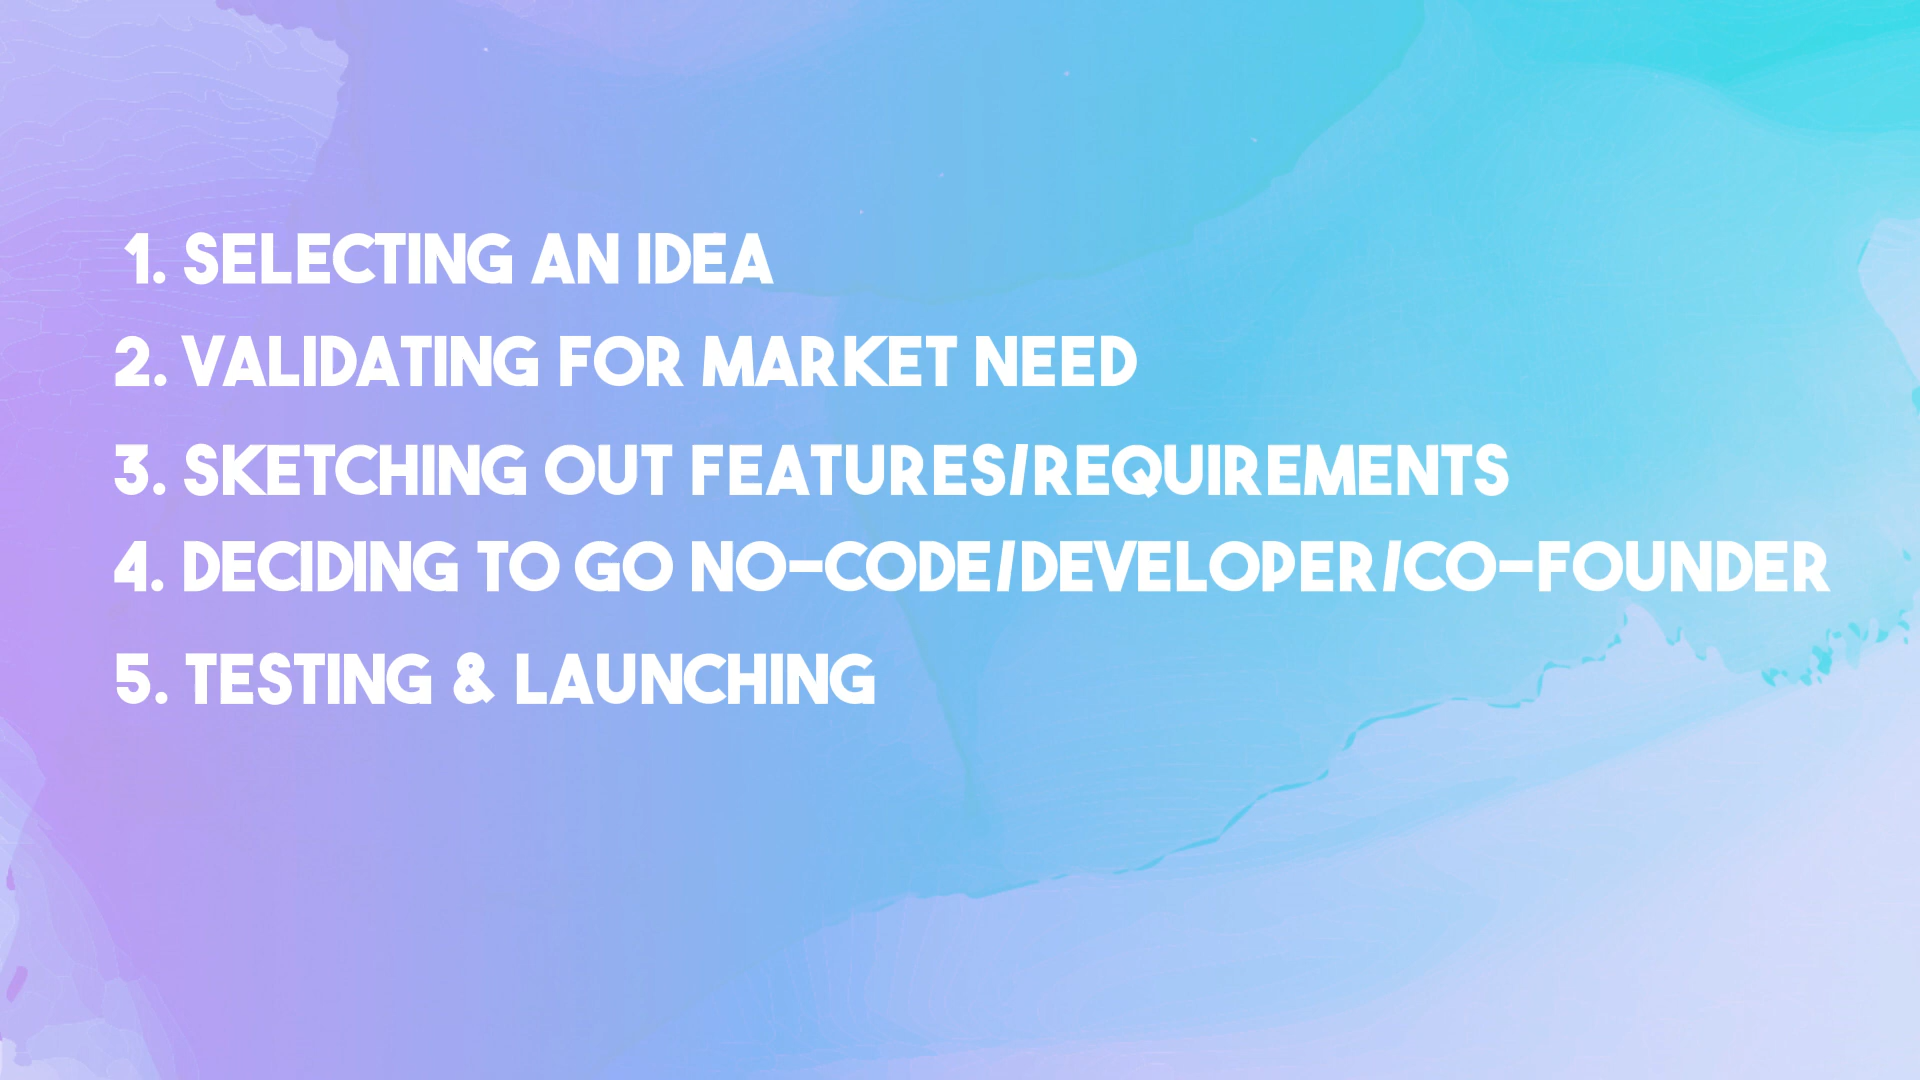 1. SELECTING AN IDEA
2. VALIDATING FOR MARKET NEED
3. SKETCHING OUT FEATURES/REQUIREMENTS
4. DECIDING TO GO NO-CODE/DEVELOPER/CO-FOUNDER
5. TESTING & LAUNCHING